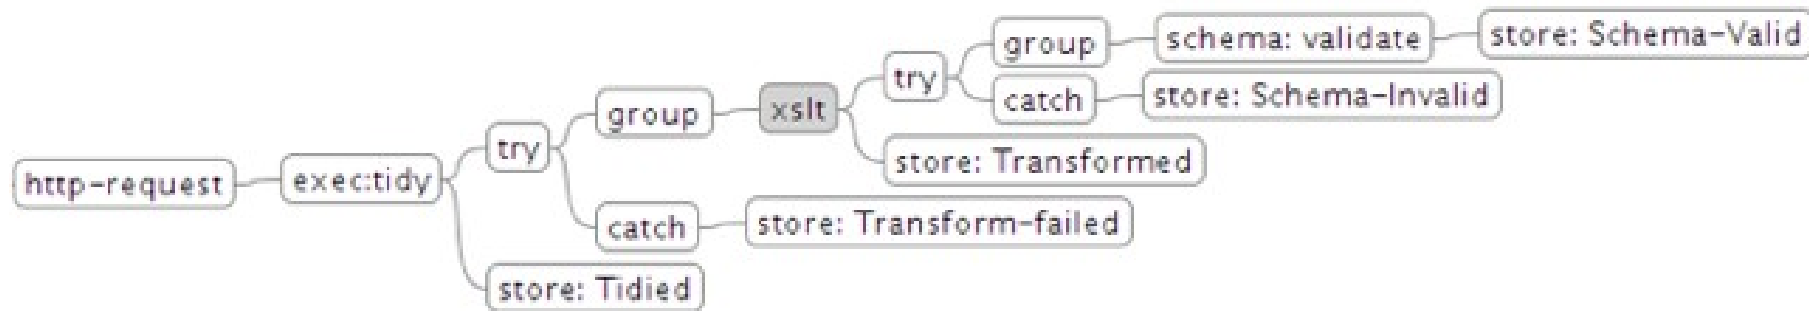 http-request
exec:tidy
try
group
xslt
try
group
schema: validate
store: Schema-Valid
catch
store: Schema-Invalid
store: Transformed
catch
store: Transform-failed
store: Tidied